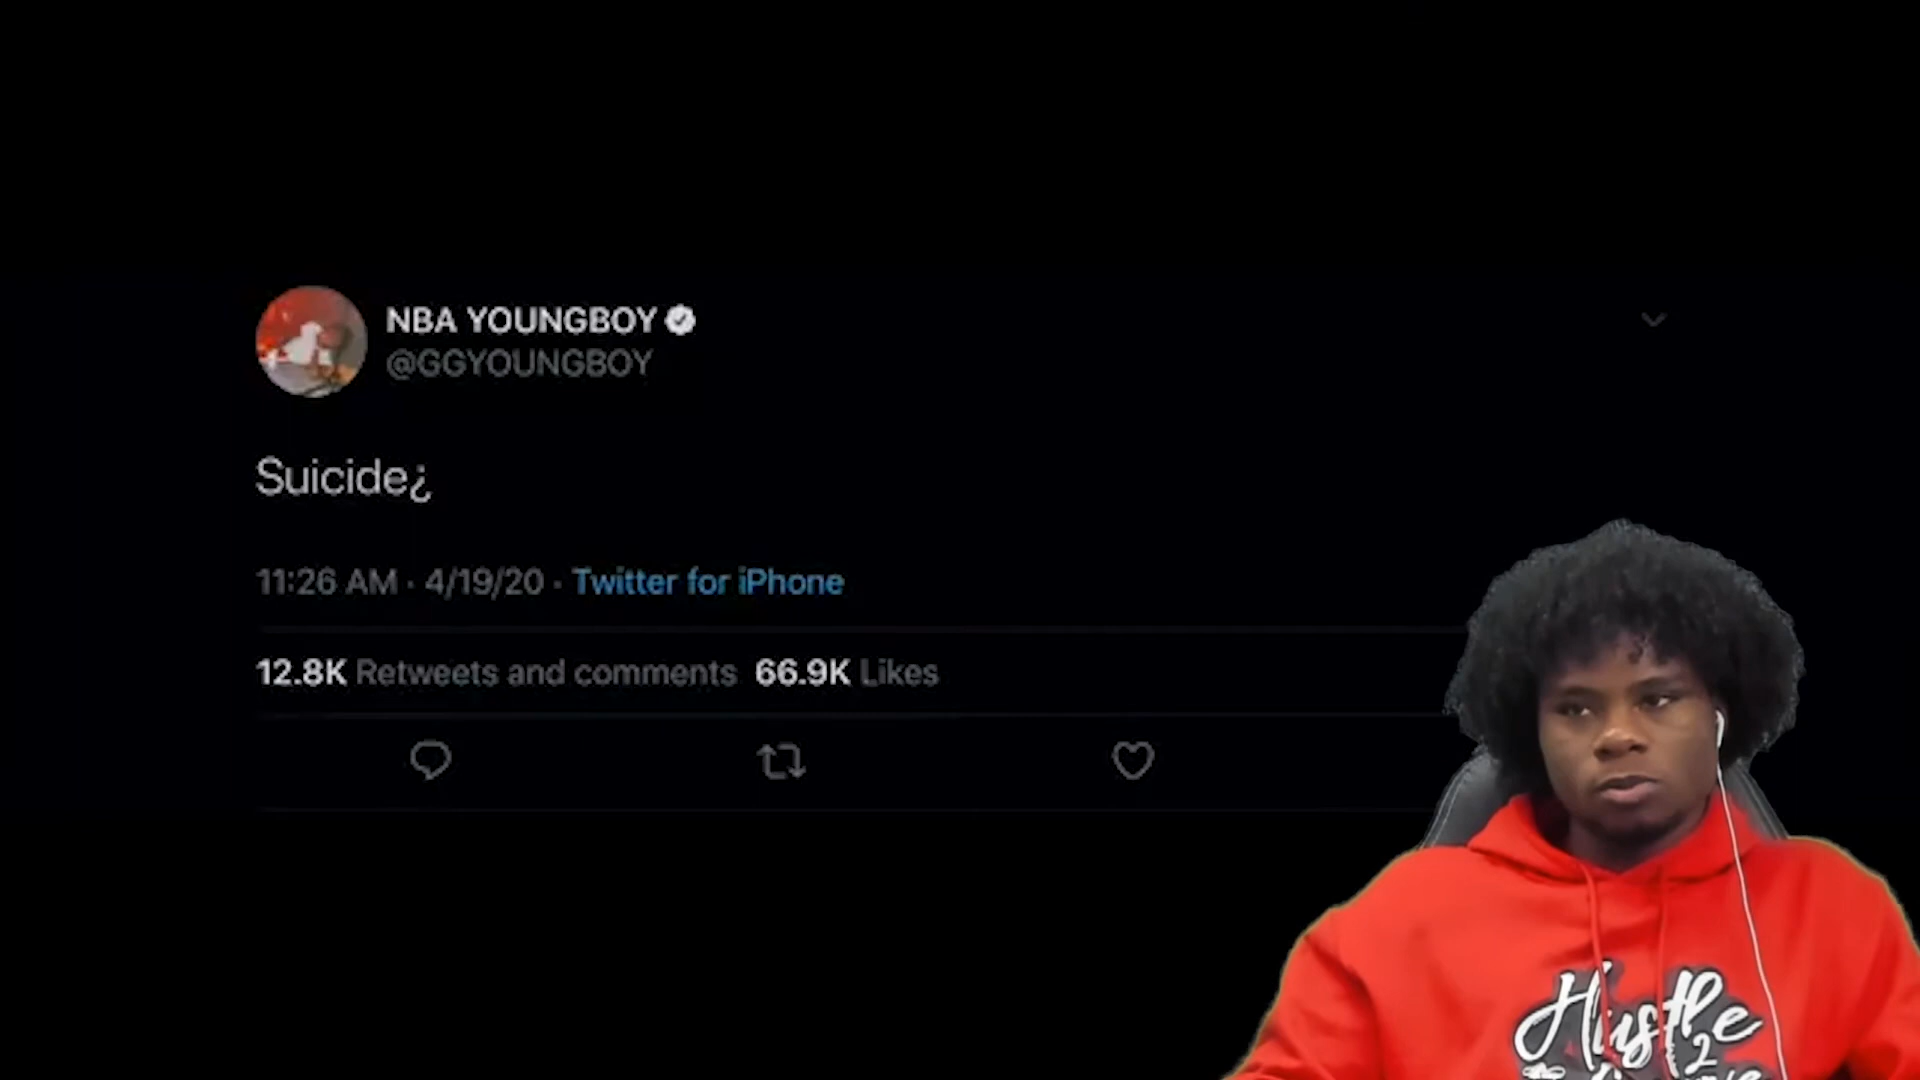 NBA YOUNGBOY
@GGYOUNGBOY
Suicide¿
11:26 AM · 4/19/20 · Twitter for iPhone
12.8K Retweets and comments 66.9K Likes
Hustle
2